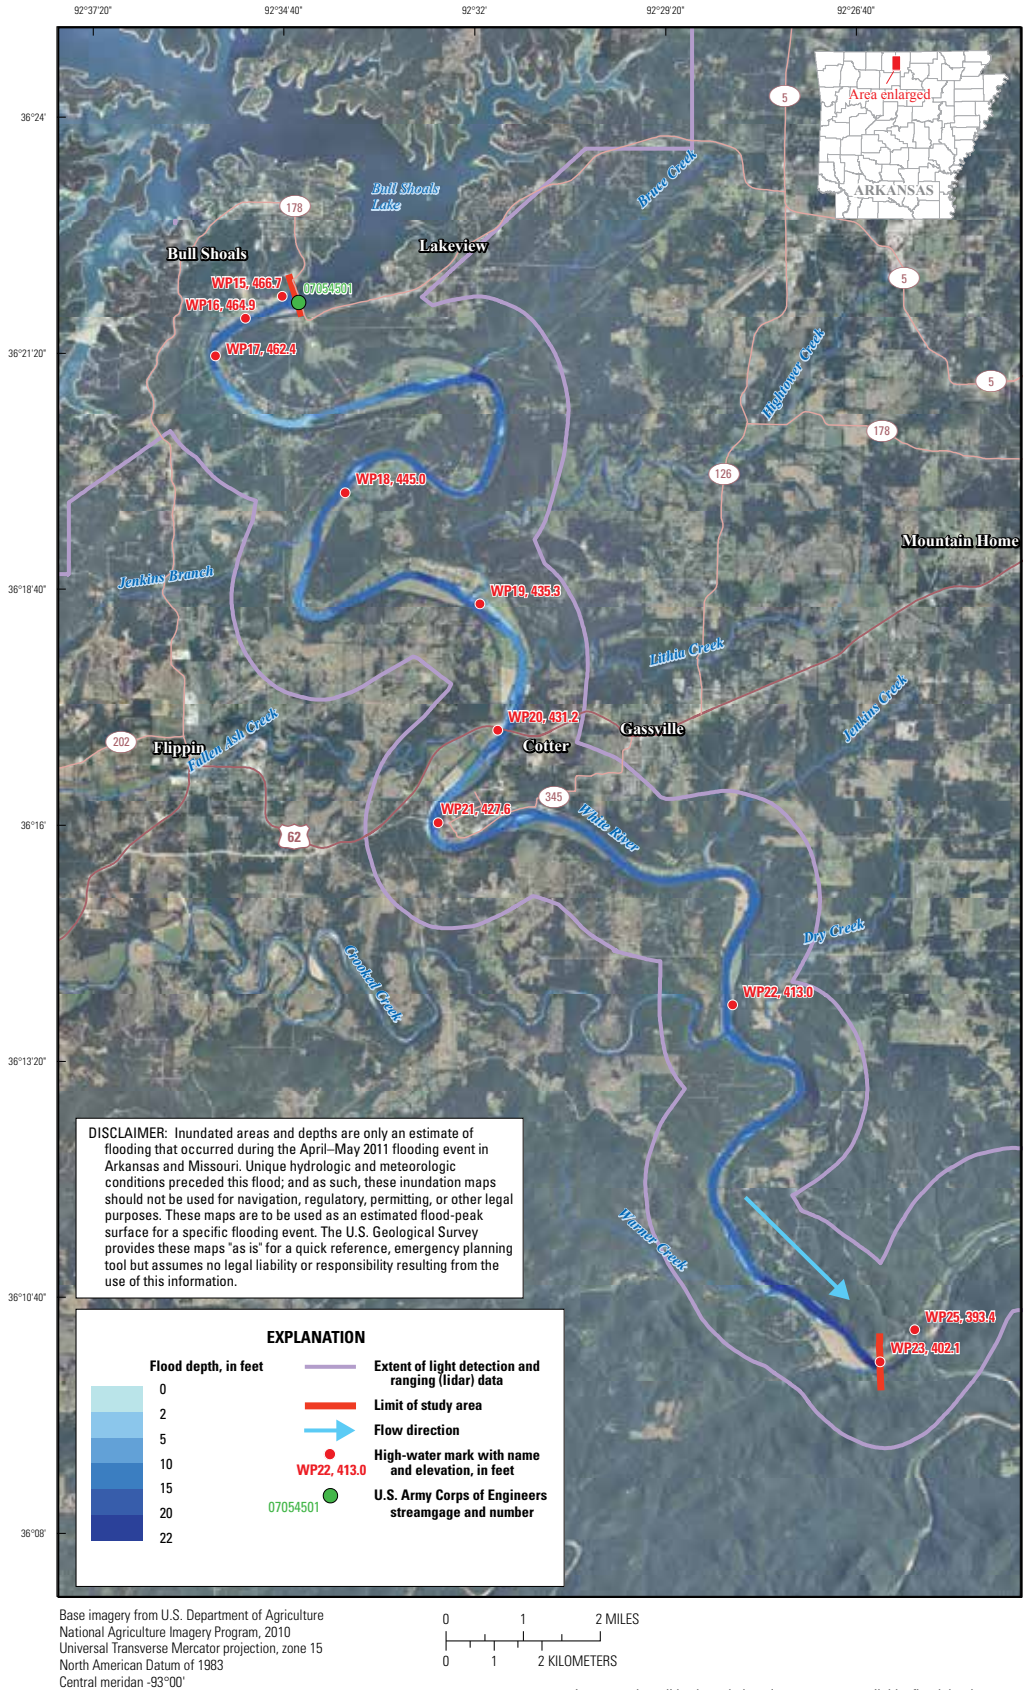 92°37'20"
92°34'40"
92°32'
92°29'20"
92°26'40"
36°24'
36°21'20"
36°18'40"
36°16'
36°13'20"
36°10'40"
36°08'
5
Area enlarged
ARKANSAS
Bruce Creek
Bull Shoals
Lake
178
Bull Shoals
Lakeview
5
WP15, 466.7
07054501
WP16, 464.9
WP17, 462.4
Hightower Creek
5
178
WP18, 445.0
126
Mountain Home
Jenkins Branch
WP19, 435.3
Lithia Creek
Jenkins Creek
WP20, 431.2
Gassville
Cotter
202
Flippin
Fallen Ash Creek
345
WP21, 427.6
White River
62
Dry Creek
Crooked Creek
WP22, 413.0
Warner Creek
WP25, 393.4
WP23, 402.1
DISCLAIMER: Inundated areas and depths are only an estimate of
flooding that occurred during the April–May 2011 flooding event in
Arkansas and Missouri. Unique hydrologic and meteorologic
conditions preceded this flood; and as such, these inundation maps
should not be used for navigation, regulatory, permitting, or other legal
purposes. These maps are to be used as an estimated flood-peak
surface for a specific flooding event. The U.S. Geological Survey
provides these maps "as is" for a quick reference, emergency planning
tool but assumes no legal liability or responsibility resulting from the
use of this information.
EXPLANATION
Flood depth, in feet
0
2
5
10
15
20
22
Extent of light detection and
ranging (lidar) data
Limit of study area
Flow direction
High-water mark with name
and elevation, in feet
WP22, 413.0
U.S. Army Corps of Engineers
streamgage and number
07054501
Base imagery from U.S. Department of Agriculture
National Agriculture Imagery Program, 2010
Universal Transverse Mercator projection, zone 15
North American Datum of 1983
Central meridan -93°00'
0 1 2 MILES
0 1 2 KILOMETERS